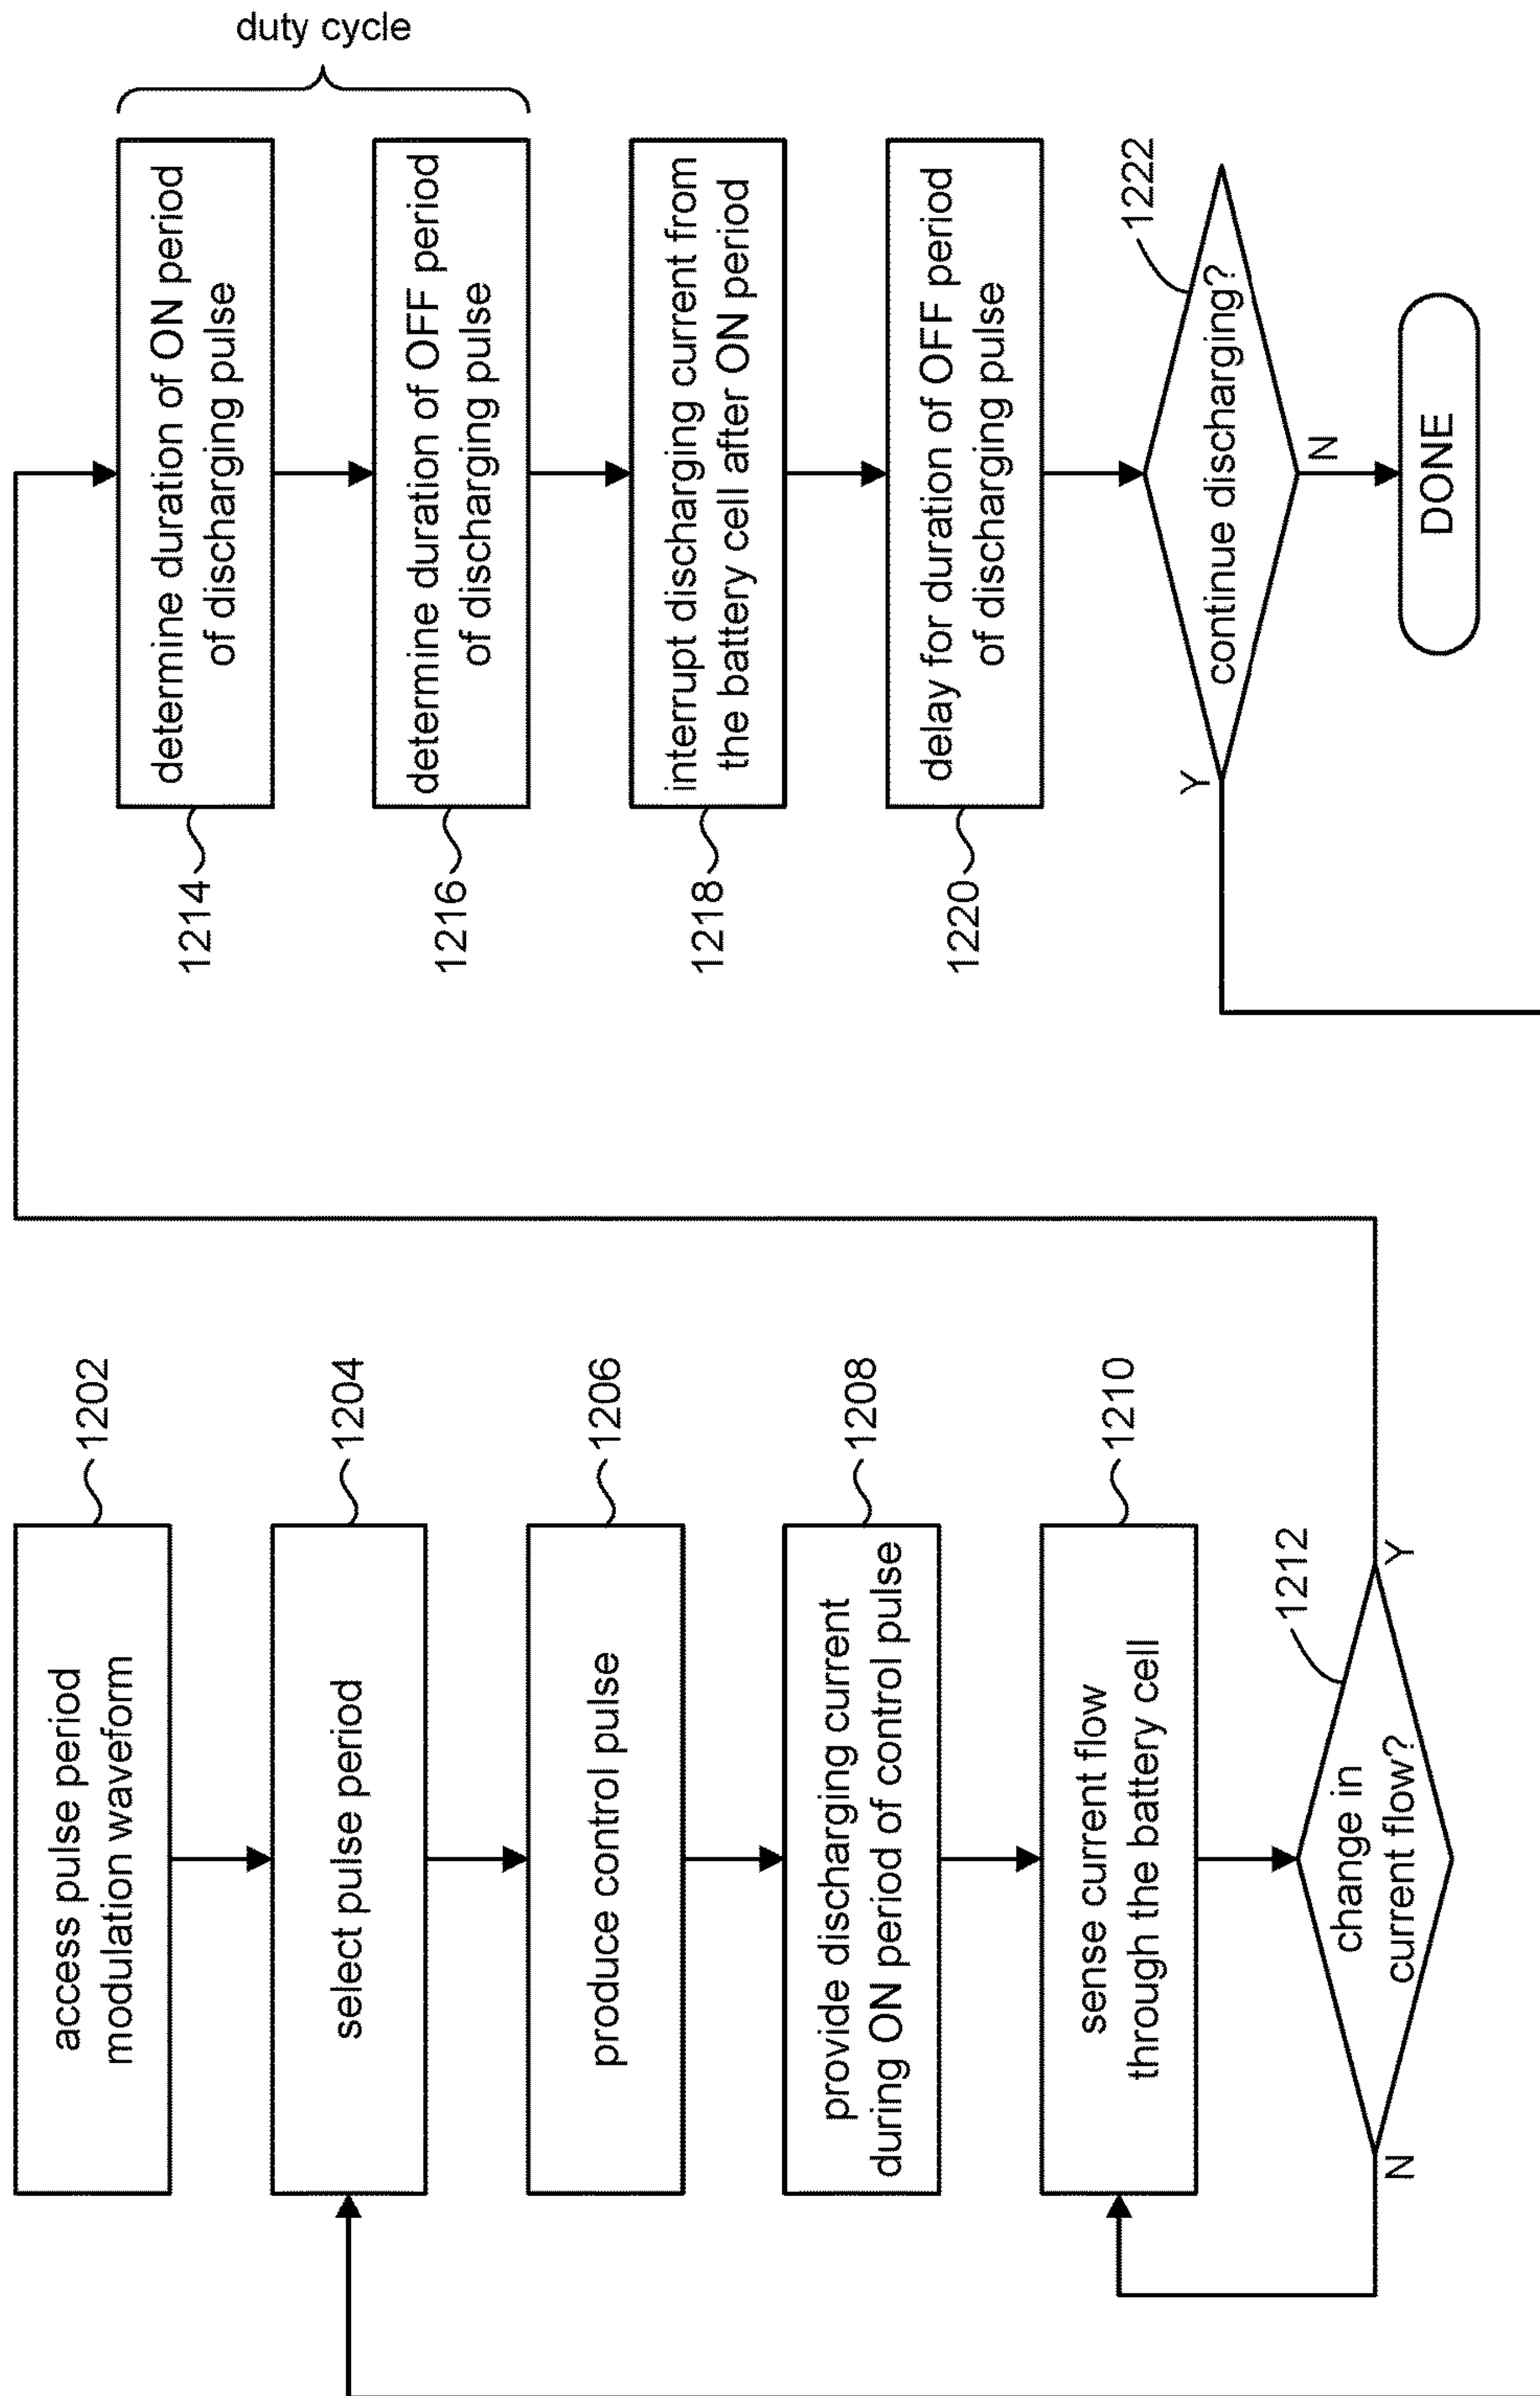 access pulse period
modulation waveform
1202
select pulse period
1204
produce control pulse
1206
provide discharging current
during ON period of control pulse
1208
sense current flow
through the battery cell
1210
change in
current flow?
1212
N
Y
duty cycle
determine duration of ON period
of discharging pulse
1214
determine duration of OFF period
of discharging pulse
1216
interrupt discharging current from
the battery cell after ON period
1218
delay for duration of OFF period
of discharging pulse
1220
continue discharging?
1222
Y
N
DONE